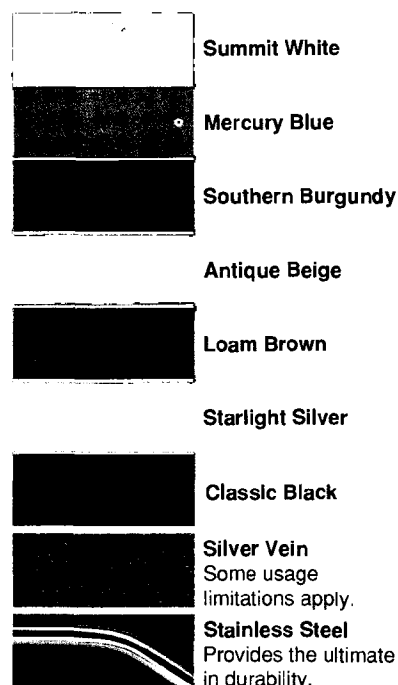 Summit White
Mercury Blue
Southern Burgundy
Antique Beige
Loam Brown
Starlight Silver
Classic Black
Silver Vein
Some usage
limitations apply.
Stainless Steel
Provides the ultimate
in durability.